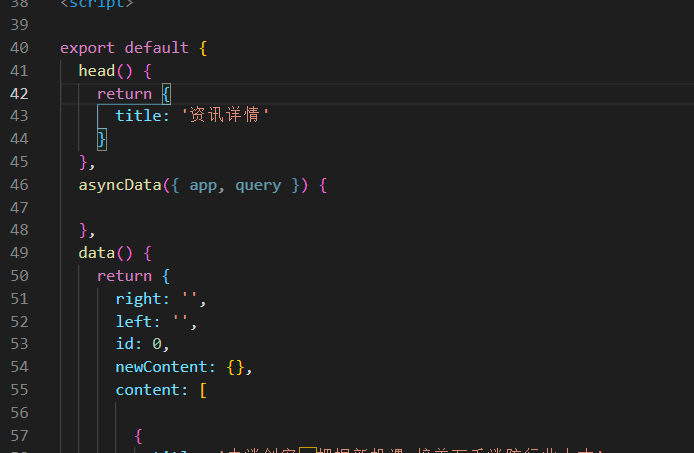 38 <script>
39
40 export default {
41 head() {
42 return {
43 title: '资讯详情'
44 }
45 },
46 asyncData({ app, query }) {
47
48 },
49 data() {
50 return {
51 right: '',
52 left: '',
53 id: 0,
54 newContent: {},
55 content: [
56
57 {